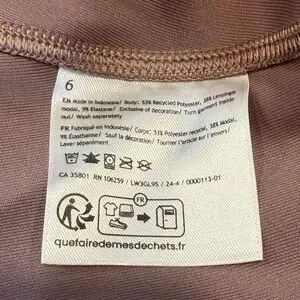 6
EN Made in Indonesia/ Body: 53% Recycled Polyester, 38% Lenzing™
modal, 9% Elastane/ Exclusive of decoration/ Turn garment inside
out/ Wash separately
FR Fabriqué en Indonésie/ Corps: 53% Polyester recyclé, 38% Modal,
9% Élasthanne/ Sauf la décoration/ Tourner l'article sur l'envers/
Laver séparément
CA 35801 RN 106259 / LW3GL9S / 24-4 / 0000113-01
FR
quefairedemesdechets.fr